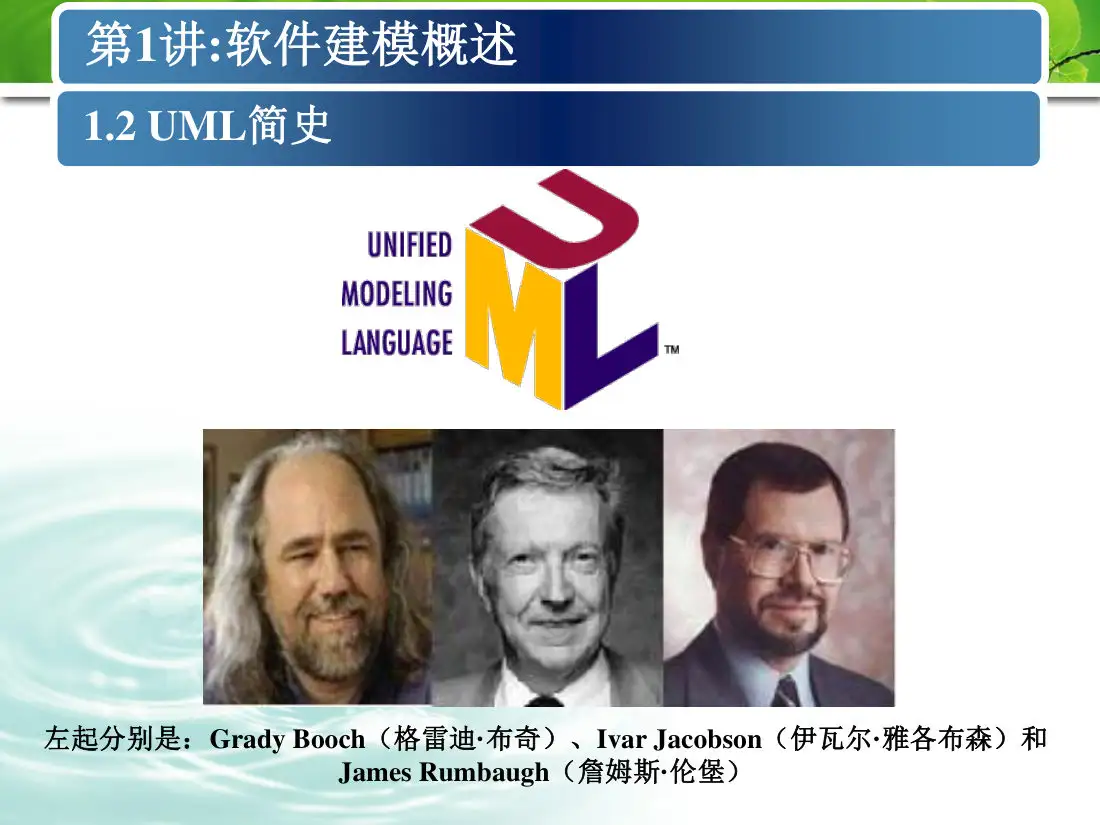 第1讲:软件建模概述
1.2 UML简史
UNIFIED
MODELING
LANGUAGE
UML
TM
左起分别是：Grady Booch（格雷迪·布奇）、Ivar Jacobson（伊瓦尔·雅各布森）和
James Rumbaugh（詹姆斯·伦堡）